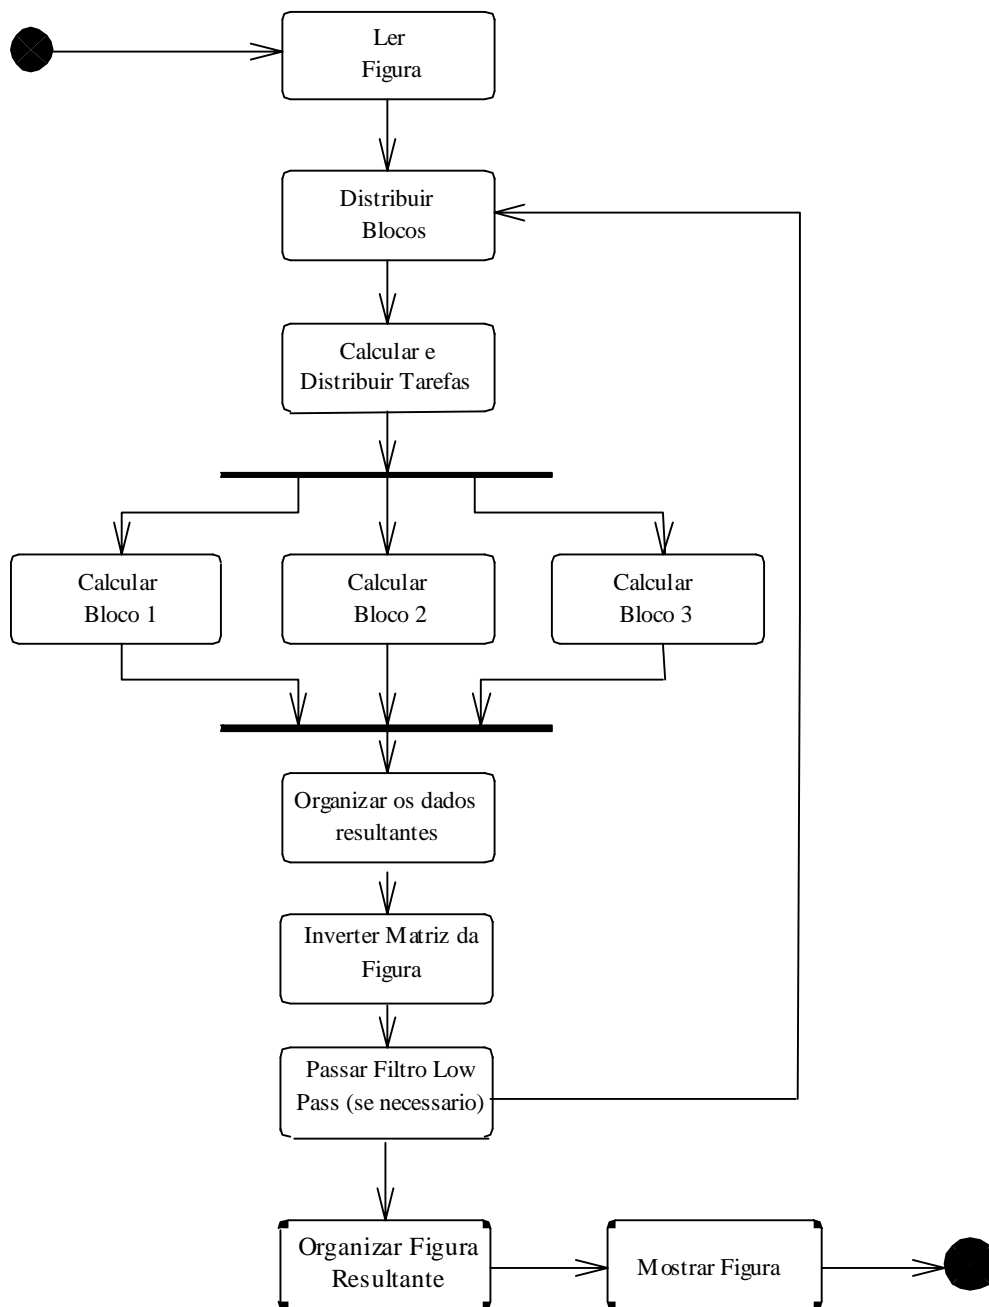 Ler
Figura
Distribuir
Blocos
Calcular e
Distribuir Tarefas
Calcular
Bloco 1
Calcular
Bloco 2
Calcular
Bloco 3
Organizar os dados
resultantes
Inverter Matriz da
Figura
Passar Filtro Low
Pass (se necessario)
Organizar Figura
Resultante
Mostrar Figura